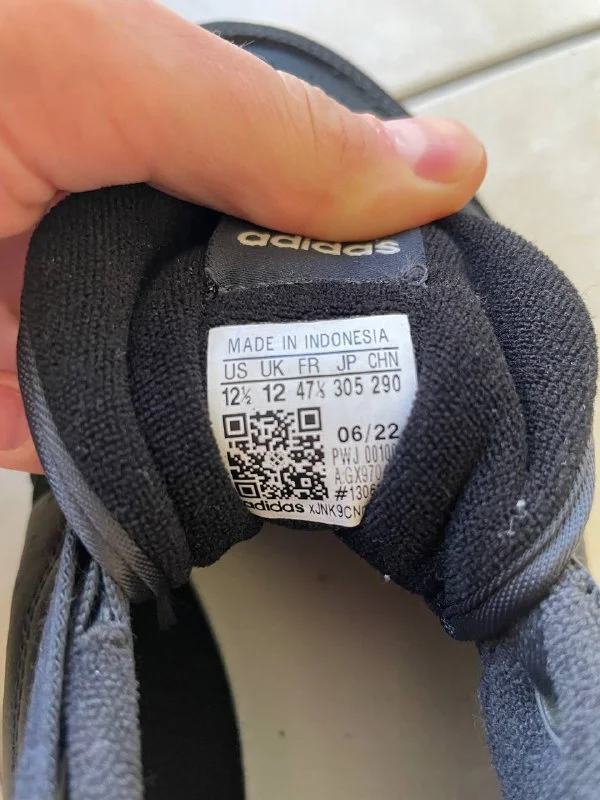 adidas
MADE IN INDONESIA
US UK FR JP CHN
12½ 12 47⅓ 305 290
06/22
PWJ
#
adidas